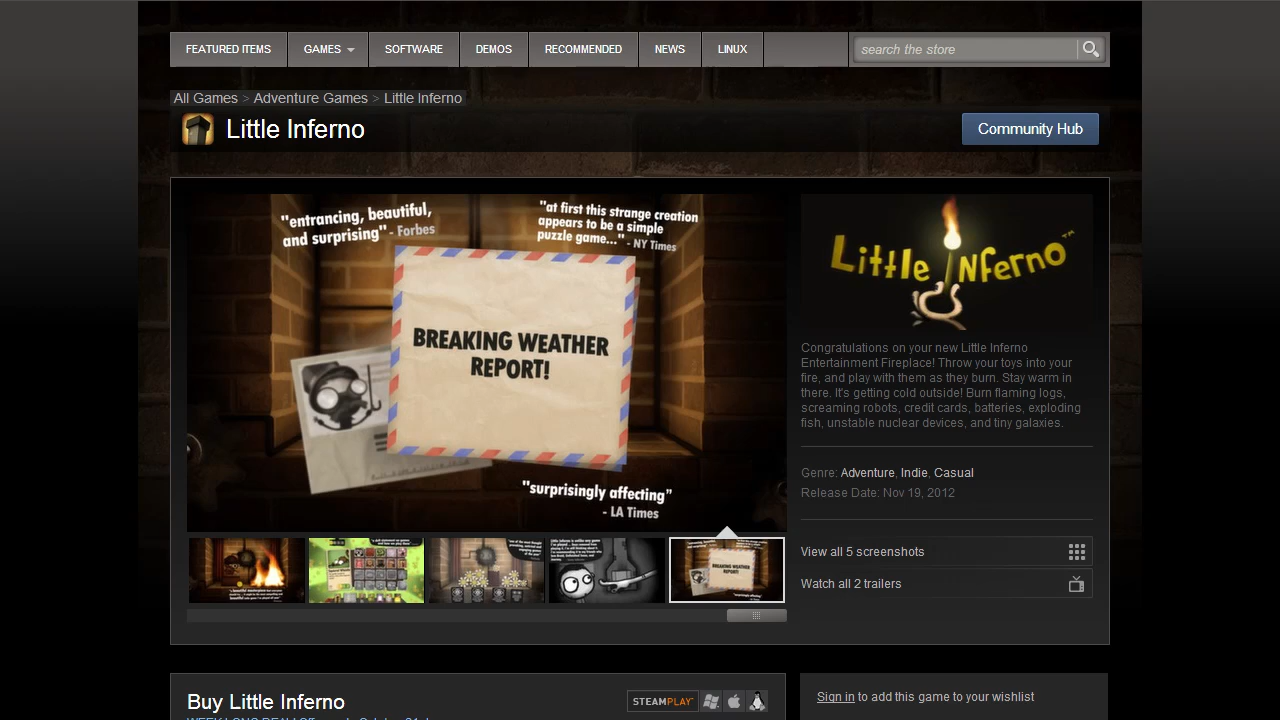 FEATURED ITEMS
GAMES
SOFTWARE
DEMOS
RECOMMENDED
NEWS
LINUX
search the store
All Games > Adventure Games > Little Inferno
Little Inferno
Community Hub
"entrancing, beautiful,
and surprising" - Forbes
"at first this strange creation
appears to be a simple
puzzle game..." - NY Times
BREAKING WEATHER
REPORT!
"surprisingly affecting"
- LA Times
Little Inferno™
Congratulations on your new Little Inferno
Entertainment Fireplace! Throw your toys into your
fire, and play with them as they burn. Stay warm in
there. It's getting cold outside! Burn flaming logs,
screaming robots, credit cards, batteries, exploding
fish, unstable nuclear devices, and tiny galaxies.
Genre: Adventure, Indie, Casual
Release Date: Nov 19, 2012
View all 5 screenshots
Watch all 2 trailers
BREAKING WEATHER
REPORT!
Buy Little Inferno
STEAMPLAY
Sign in to add this game to your wishlist